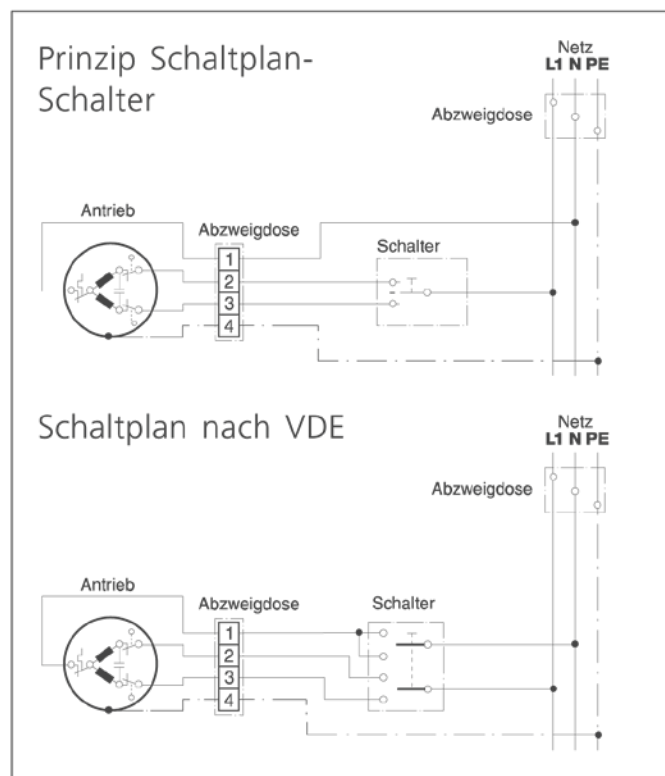 Prinzip Schaltplan-
Schalter
Netz
L1 N PE
Abzweigdose
Antrieb
Abzweigdose
Schalter
1
2
3
4
Schaltplan nach VDE
Netz
L1 N PE
Abzweigdose
Antrieb
Abzweigdose
Schalter
1
2
3
4